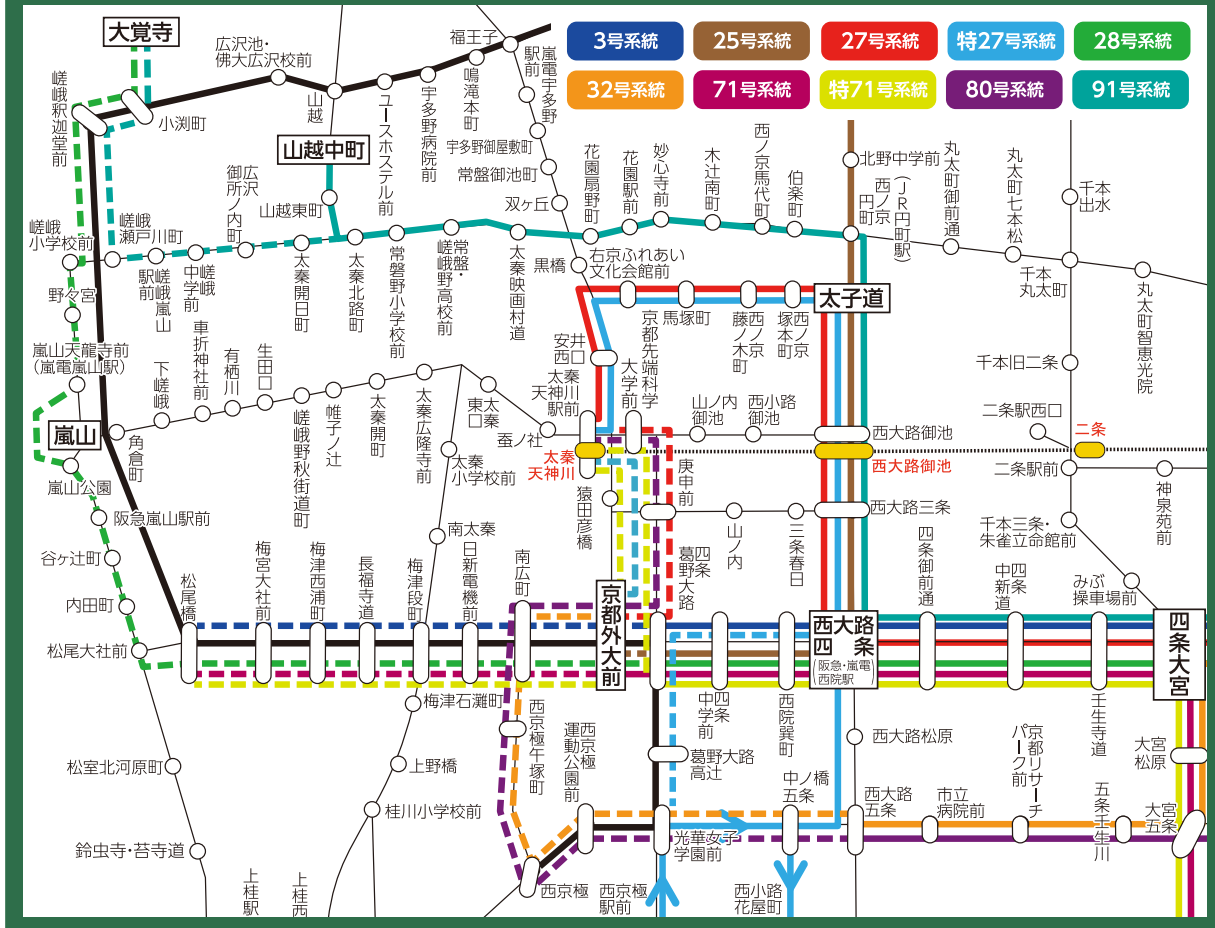 3号系統
25号系統
27号系統
特27号系統
28号系統
32号系統
71号系統
特71号系統
80号系統
91号系統
大覚寺
広沢池・
佛大広沢校前
福王子
嵐電宇多野
駅前
嵯峨釈迦堂前
小渕町
山越
ユースホステル前
宇多野病院前
鳴滝本町
宇多野御屋敷町
常盤御池町
双ヶ丘
山越中町
山越東町
広沢
御所ノ内町
嵯峨
小学校前
嵯峨
瀬戸川町
嵯峨嵐山
駅前
嵯峨
中学前
太秦開日町
太秦北路町
常磐野小学校前
常盤・
嵯峨野高校前
太秦映画村道
黒橋
花園扇野町
花園駅前
妙心寺前
木辻南町
西ノ京馬代町
伯楽町
北野中学前
西ノ京
円町
(JR円町駅)
丸太町御前通
丸太町七本松
千本
出水
千本
丸太町
丸太町智恵光院
右京ふれあい
文化会館前
太子道
馬塚町
西ノ京
藤ノ木町
西ノ京
塚本町
安井
西口
京都先端科学
大学前
太秦
天神川
駅前
野々宮
嵐山天龍寺前
(嵐電嵐山駅)
車折神社前
有栖川
生田口
下嵯峨
嵐山
角倉町
嵯峨野秋街道町
帷子ノ辻
太秦開町
太秦広隆寺前
東太秦口
蚕ノ社
太秦
小学校前
太秦
天神川
山ノ内
御池
西小路
御池
西大路御池
西大路御池
千本旧二条
二条駅西口
二条
二条駅前
神泉苑前
嵐山公園
阪急嵐山駅前
谷ヶ辻町
内田町
松尾大社前
南太秦
猿田彦橋
庚申前
山ノ内
三条春日
西大路三条
千本三条・
朱雀立命館前
みぶ
操車場前
松尾橋
梅宮大社前
梅津西浦町
長福寺道
梅津段町
日新電機前
南広町
京都外大前
四条
葛野大路
四条
中学前
西院巽町
西大路
四条
(阪急・嵐電
西院駅)
四条御前通
四条
中新道
壬生寺道
四条大宮
梅津石灘町
西京極午塚町
西京極
運動公園前
葛野大路
高辻
中ノ橋
五条
西大路松原
西大路
五条
市立
病院前
京都リサーチ
パーク前
五条壬生川
大宮
松原
大宮
五条
松室北河原町
上野橋
桂川小学校前
鈴虫寺・苔寺道
上桂駅
上桂西
西京極
西京極
駅前
光華女子
学園前
西小路
花屋町